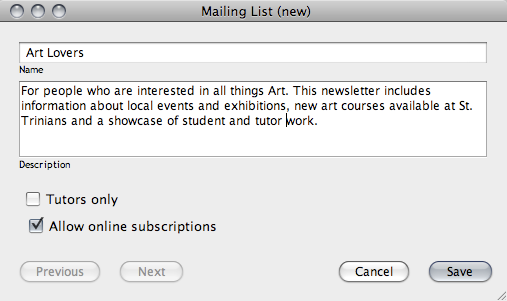 Mailing List (new)
Art Lovers
Name
For people who are interested in all things Art. This newsletter includes
information about local events and exhibitions, new art courses available at St.
Trinians and a showcase of student and tutor work.
Description
Tutors only
Allow online subscriptions
Previous Next Cancel Save